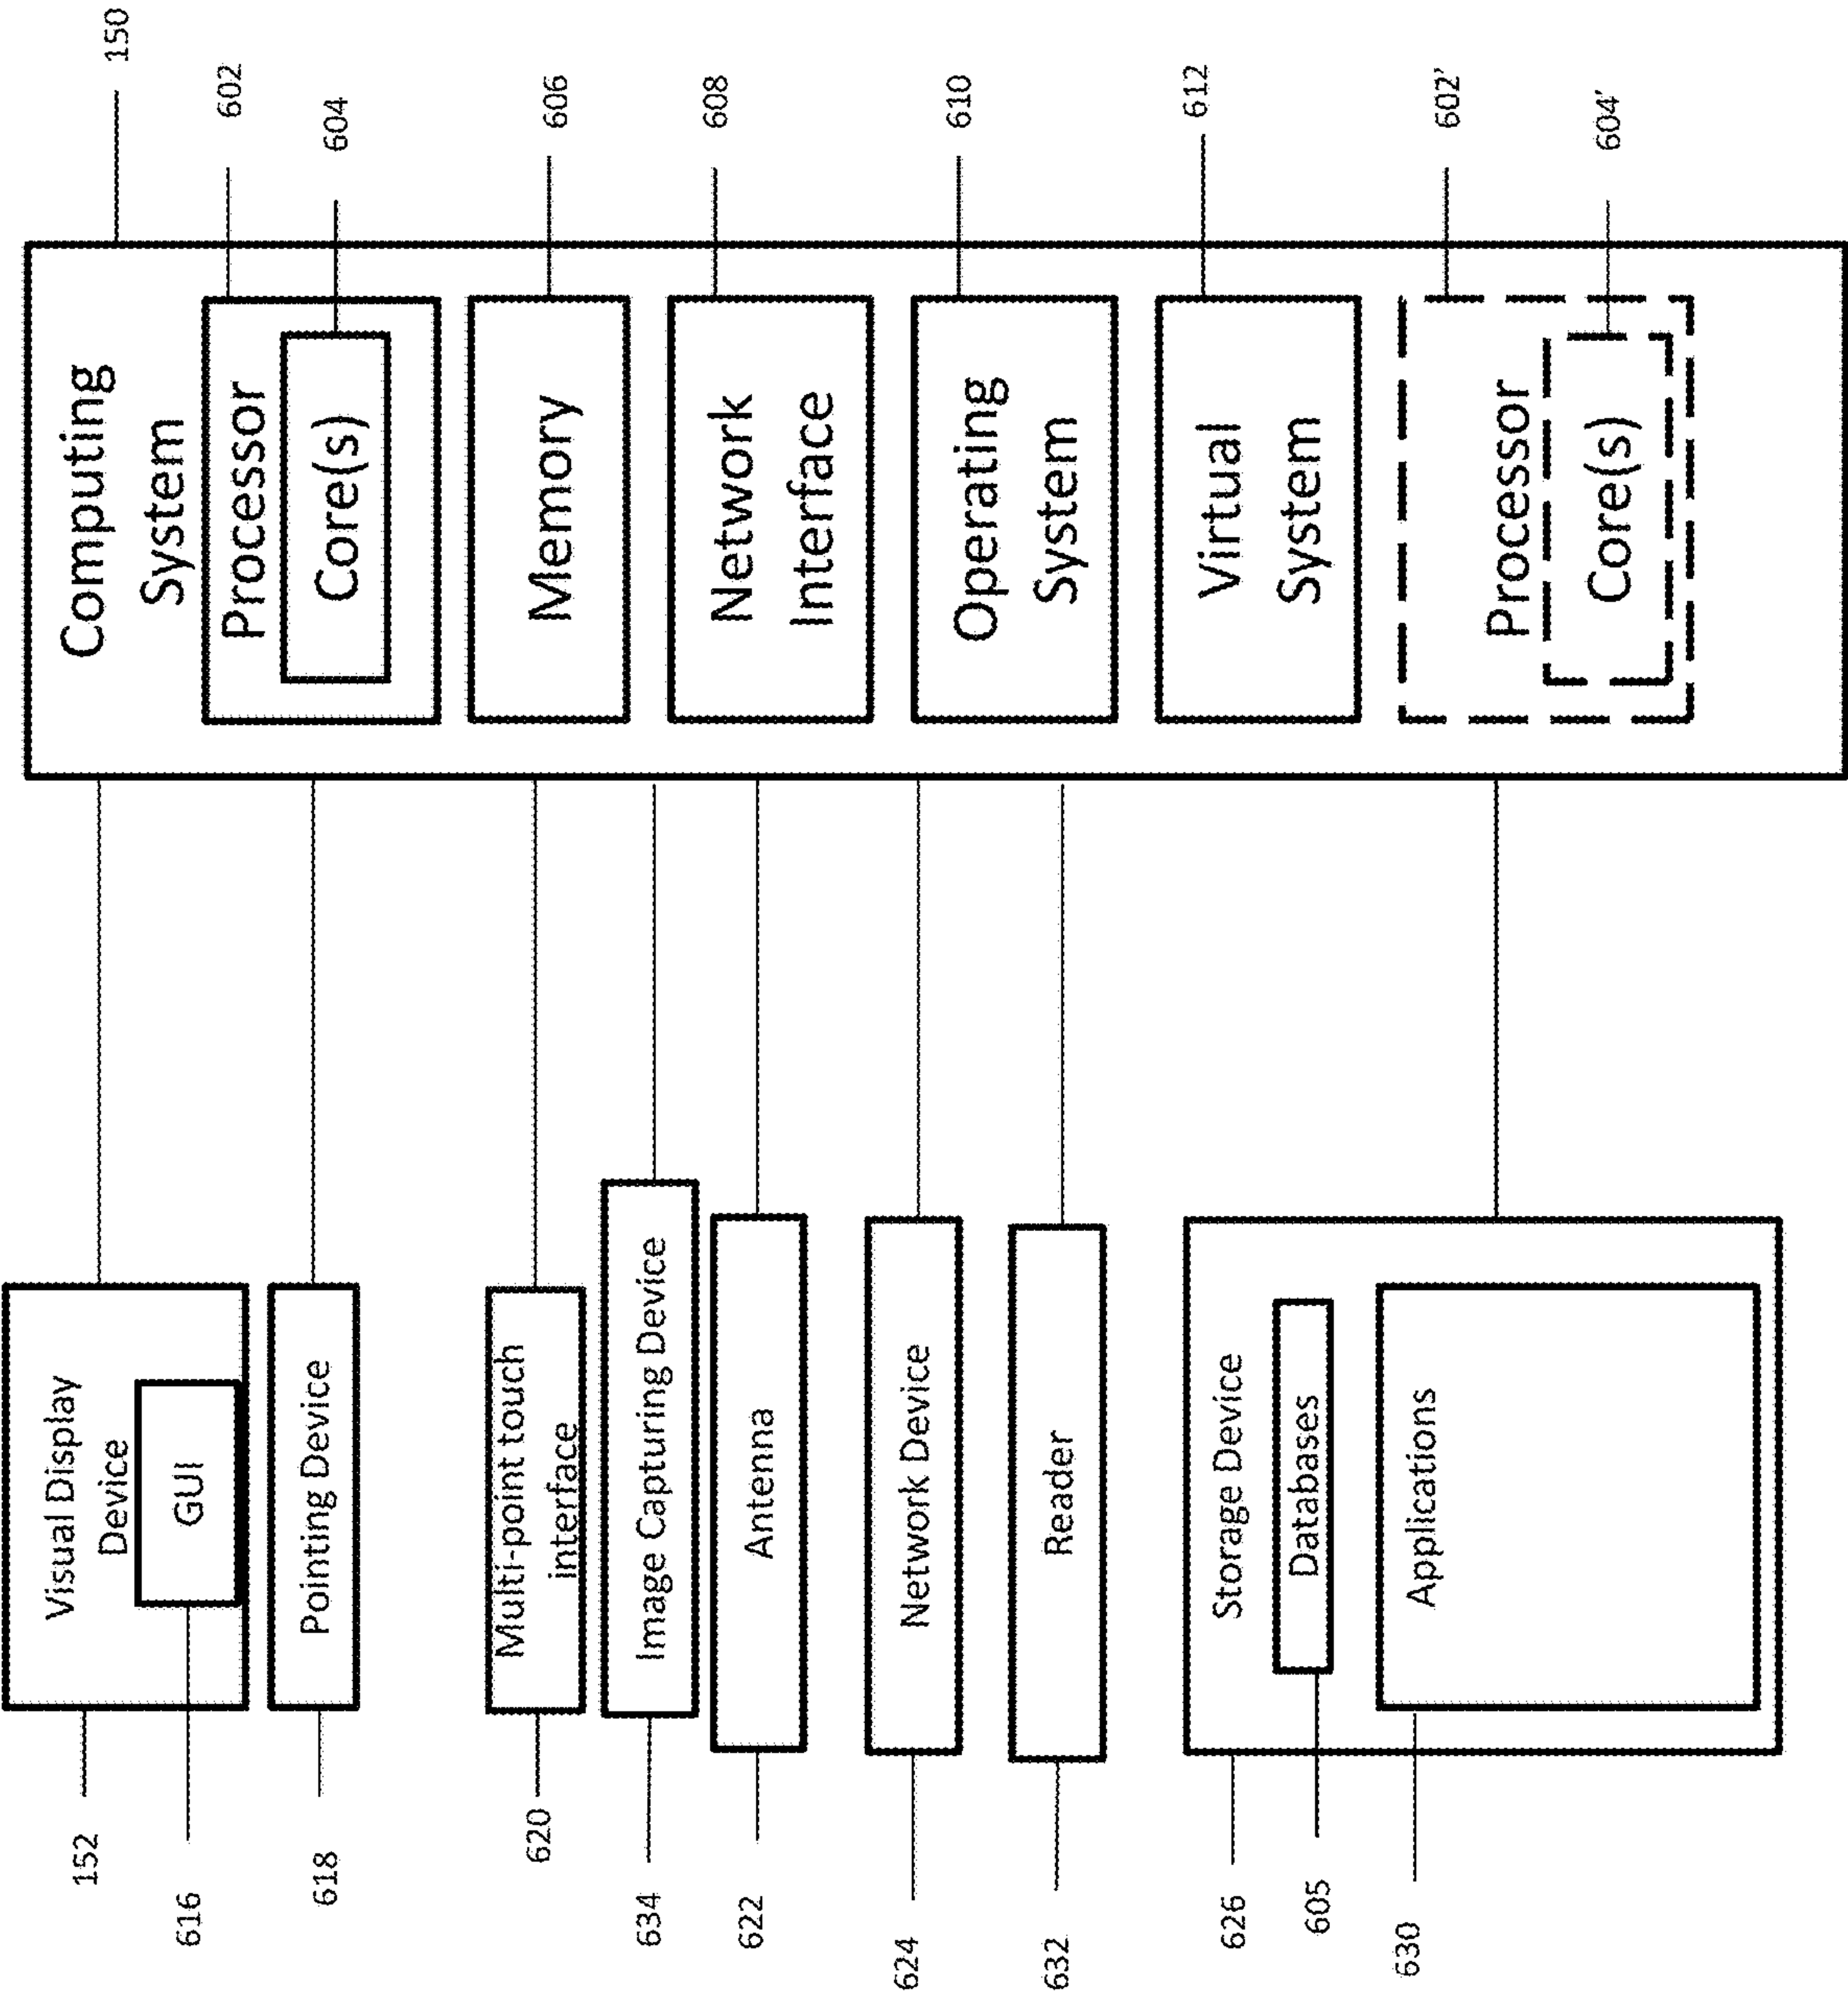 Visual Display
Device
GUI
152
616
Pointing Device
618
Multi-point touch
interface
620
Image Capturing Device
634
Antenna
622
Network Device
624
Reader
632
Storage Device
626
Databases
605
Applications
630
Computing
System
150
Processor
602
Core(s)
604
Memory
606
Network
Interface
608
Operating
System
610
Virtual
System
612
Processor
602’
Core(s)
604’